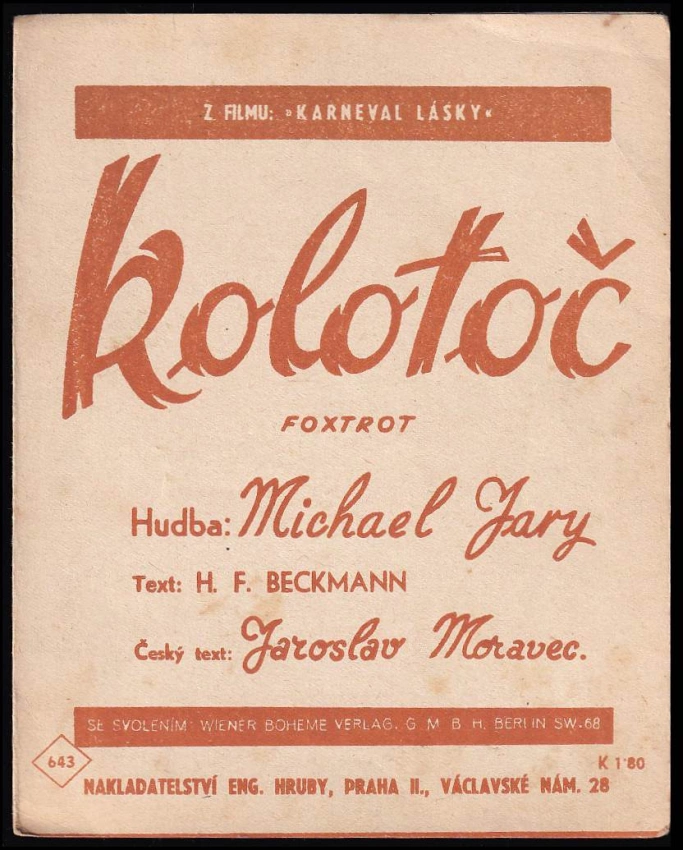 Z FILMU: »KARNEVAL LÁSKY«
Kolotoč
FOXTROT
Hudba: Michael Jary
Text: H. F. BECKMANN
Český text: Jaroslav Moravec.
SE SVOLENÍM: WIENER BOHEME VERLAG. G M B H. BERLIN SW-68
643
K 1·80
NAKLADATELSTVÍ ENG. HRUBY, PRAHA II., VÁCLAVSKÉ NÁM. 28